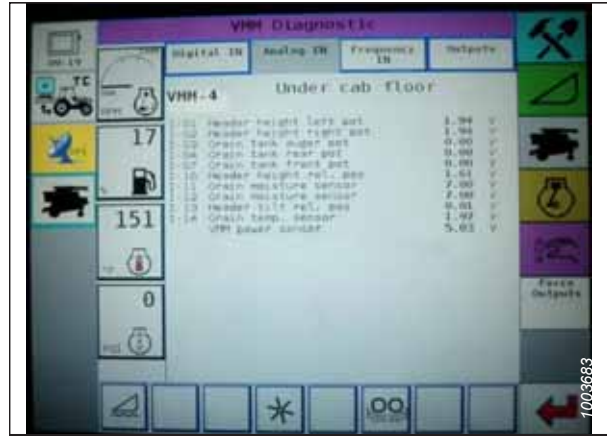 VMM Diagnostic
Digital IN
Analog IN
Frequency IN
Outputs
VMM-4 Under cab floor
Header height left pot 1.94 V
Header height right pot 1.94 V
Grain tank auger pot 0.00 V
Grain tank rear pot 0.00 V
Grain tank front pot 0.00 V
Header height rel. pos 1.61 V
Grain moisture sensor 7.00 V
Grain moisture sensor 7.00 V
Header tilt rel. pos 0.01 V
Grain temp. sensor 1.97 V
VMM power sensor 5.03 V
TC
17
151
°F
0
PSI
Force
Outputs
1003683